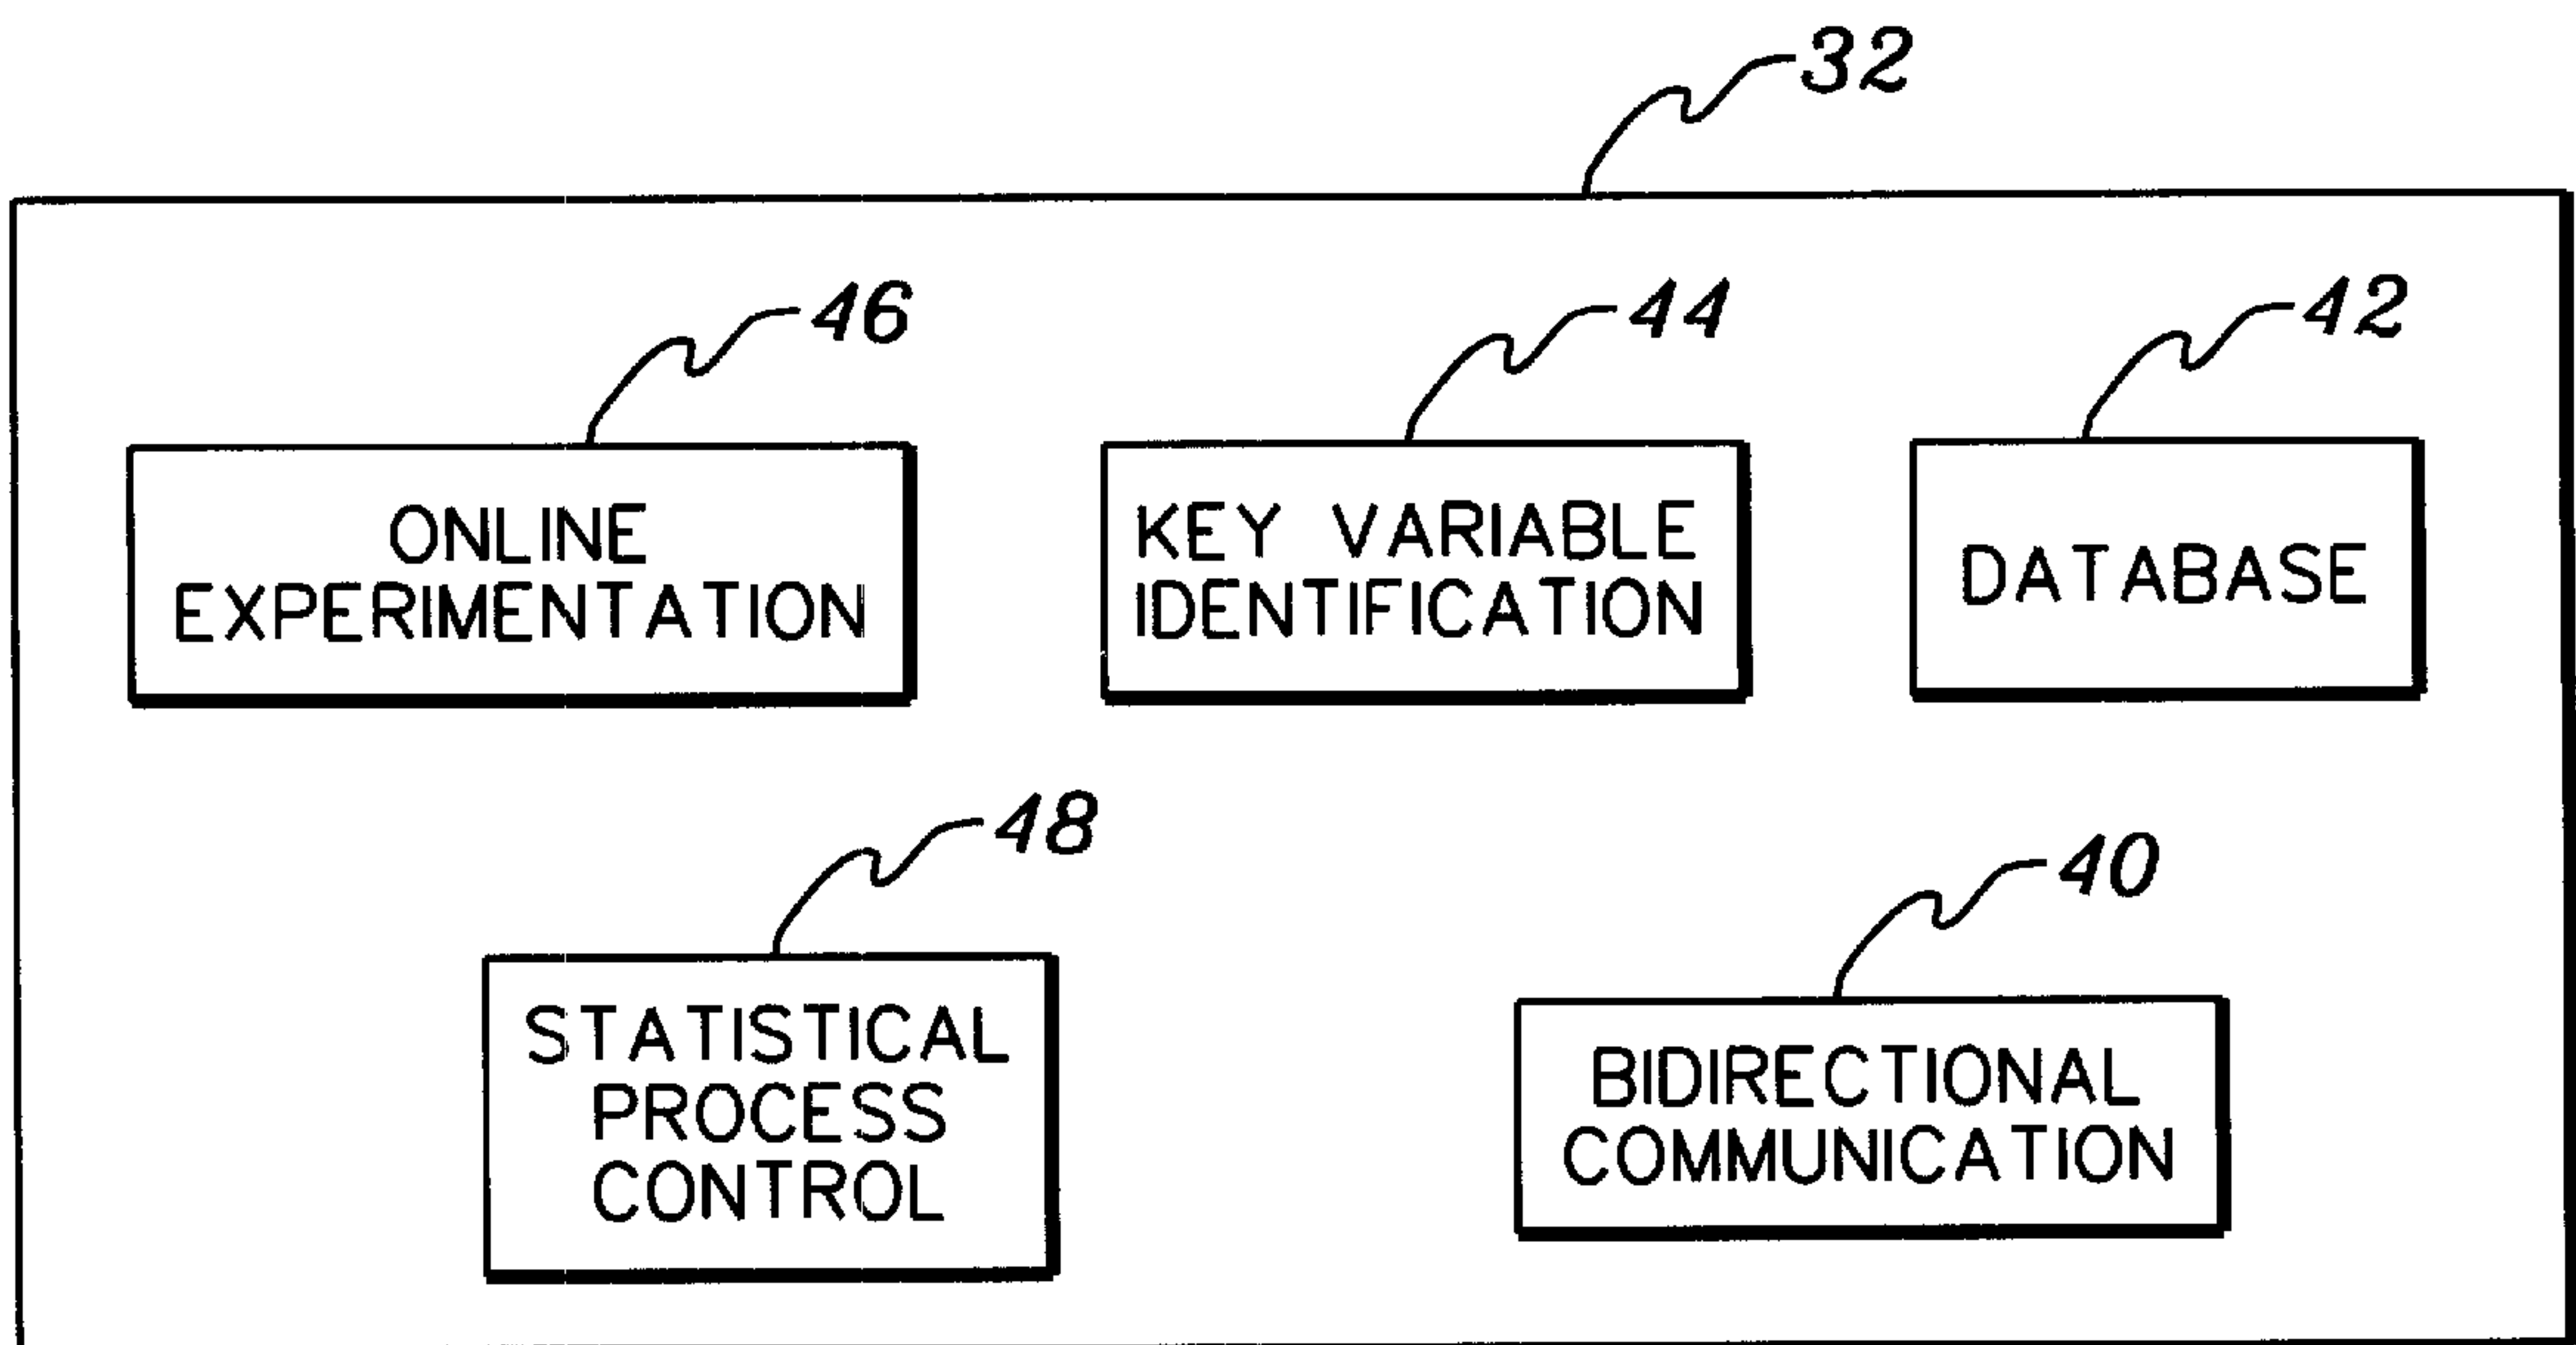 32
46
44
42
ONLINE
EXPERIMENTATION
KEY VARIABLE
IDENTIFICATION
DATABASE
48
40
STATISTICAL
PROCESS
CONTROL
BIDIRECTIONAL
COMMUNICATION